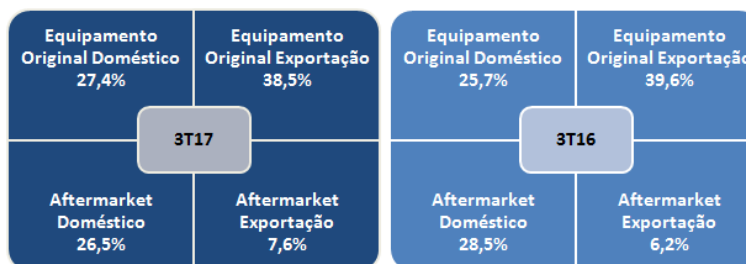 Equipamento
Original Doméstico
27,4%
Equipamento
Original Exportação
38,5%
3T17
Aftermarket
Doméstico
26,5%
Aftermarket
Exportação
7,6%
Equipamento
Original Doméstico
25,7%
Equipamento
Original Exportação
39,6%
3T16
Aftermarket
Doméstico
28,5%
Aftermarket
Exportação
6,2%